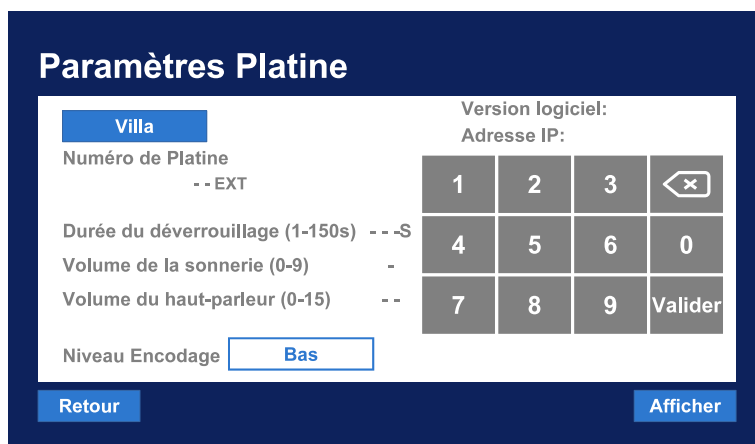 Paramètres Platine
Villa
Version logiciel:
Adresse IP:
Numéro de Platine
- - EXT
Durée du déverrouillage (1-150s) - - -S
Volume de la sonnerie (0-9) -
Volume du haut-parleur (0-15) - -
Niveau Encodage Bas
1 2 3
4 5 6 0
7 8 9 Valider
Retour
Afficher